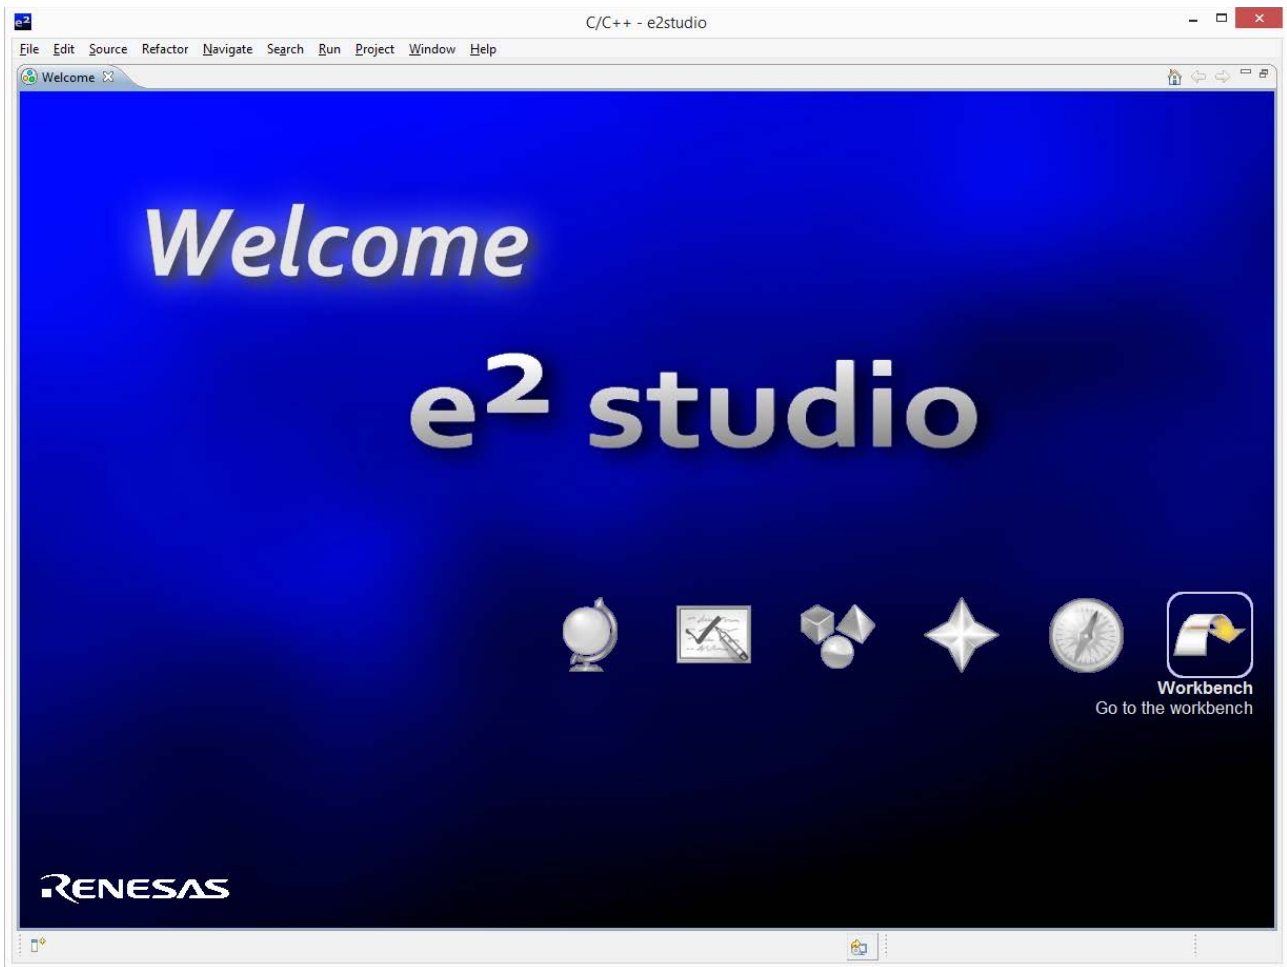 e²
C/C++ - e2studio
File Edit Source Refactor Navigate Search Run Project Window Help
Welcome
Welcome
e² studio
Workbench
Go to the workbench
RENESAS